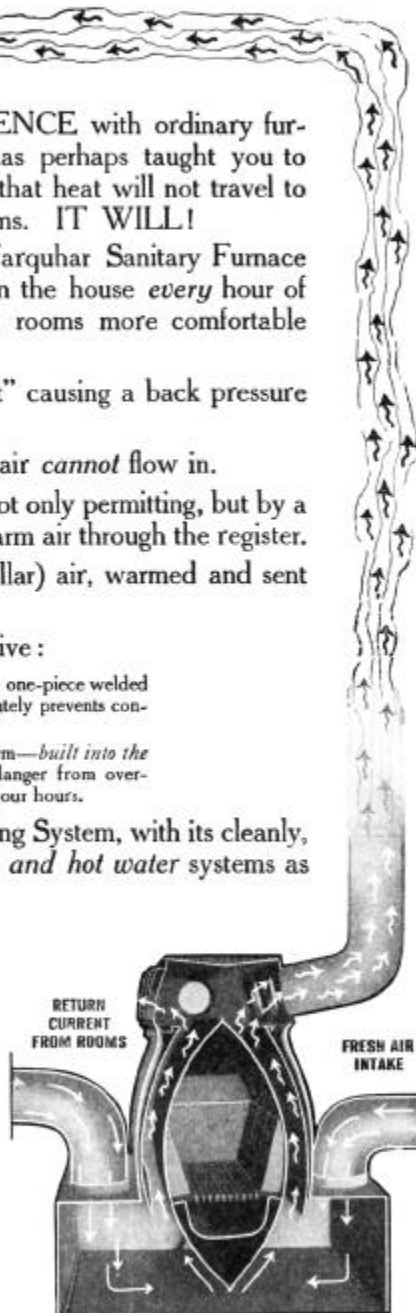 ENCE with ordinary fur-
as perhaps taught you to
that heat will not travel to
ms. IT WILL!
arquhar Sanitary Furnace
n the house every hour of
rooms more comfortable
t" causing a back pressure
air cannot flow in.
ot only permitting, but by a
arm air through the register.
llar) air, warmed and sent
ive:
one-piece welded
tely prevents con-
m—built into the
danger from over-
our hours.
ng System, with its cleanly,
and hot water systems as
RETURN
CURRENT
FROM ROOMS
FRESH AIR
INTAKE